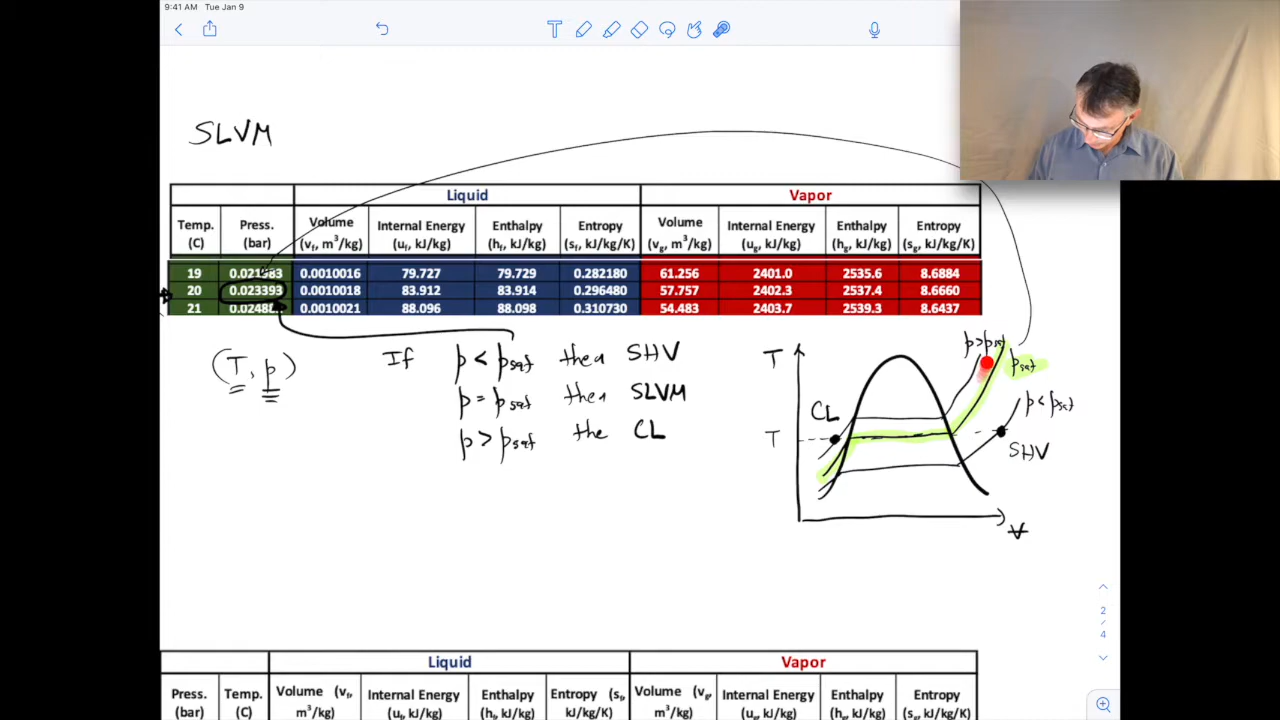 9:41 AM Tue Jan 9
SLVM
Liquid Vapor
Temp. (C) Press. (bar) Volume (vf, m³/kg) Internal Energy (uf, kJ/kg) Enthalpy (hf, kJ/kg) Entropy (sf, kJ/kg/K) Volume (vg, m³/kg) Internal Energy (ug, kJ/kg) Enthalpy (hg, kJ/kg) Entropy (sg, kJ/kg/K)
19 0.0010016 79.727 79.729 0.282180 61.256 2401.0 2535.6 8.6884
20 0.023393 0.0010018 83.912 83.914 0.296480 57.757 2402.3 2537.4 8.6660
21 0.0010021 88.096 88.098 0.310730 54.483 2403.7 2539.3 8.6437
(T, p) If p < psat then SHV
p = psat then SLVM
p > psat the CL
T p > psat
psat
CL p < psat
T
SHV
V
2
/
4
Liquid Vapor
Press. (bar) Temp. (C) Volume (vf, m³/kg) Internal Energy (uf, kJ/kg) Enthalpy (hf, kJ/kg) Entropy (sf, kJ/kg/K) Volume (vg, m³/kg) Internal Energy (ug, kJ/kg) Enthalpy (hg, kJ/kg) Entropy (sg, kJ/kg/K)